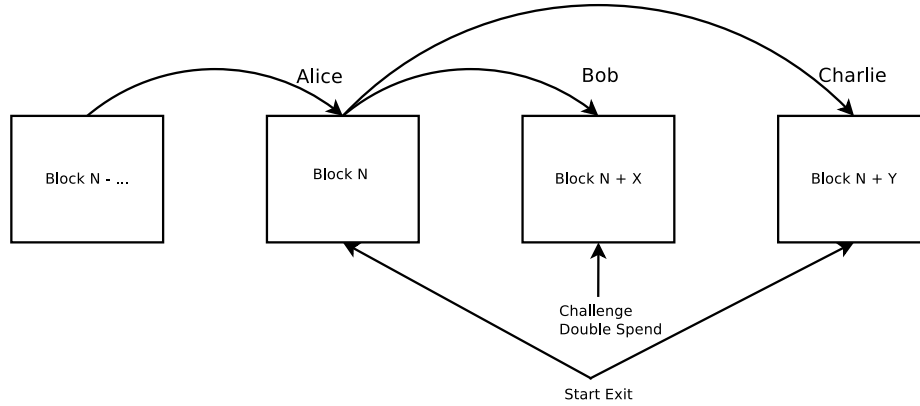 Alice
Bob
Charlie
Block N - ...
Block N
Block N + X
Block N + Y
Challenge
Double Spend
Start Exit